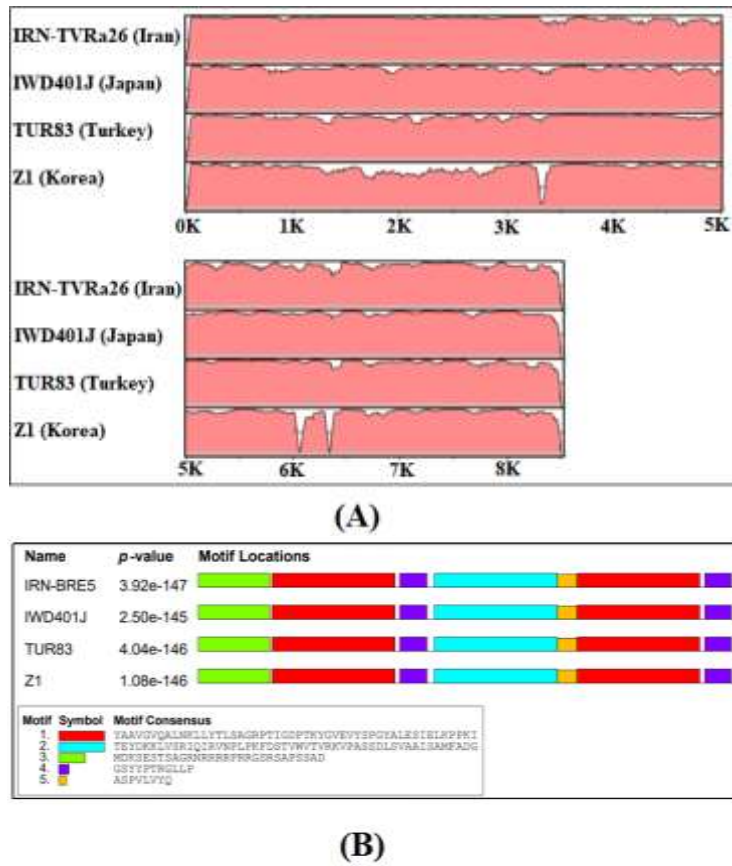 IRN-TVRa26 (Iran)
IWD401J (Japan)
TUR83 (Turkey)
Z1 (Korea)
0K 1K 2K 3K 4K 5K
IRN-TVRa26 (Iran)
IWD401J (Japan)
TUR83 (Turkey)
Z1 (Korea)
5K 6K 7K 8K
(A)
Name p-value Motif Locations
IRN-BRE5 3.92e-147
IWD401J 2.50e-145
TUR83 4.04e-146
Z1 1.08e-146
Motif Symbol Motif Consensus
1. YAAVGVQALNKLLYTLSAGRPTIGDPTKYGVEVYSPGYALESIELKPPKI
2.
3.
4. GSYYPTRGLLP
5. ASPVLVYQ
(B)